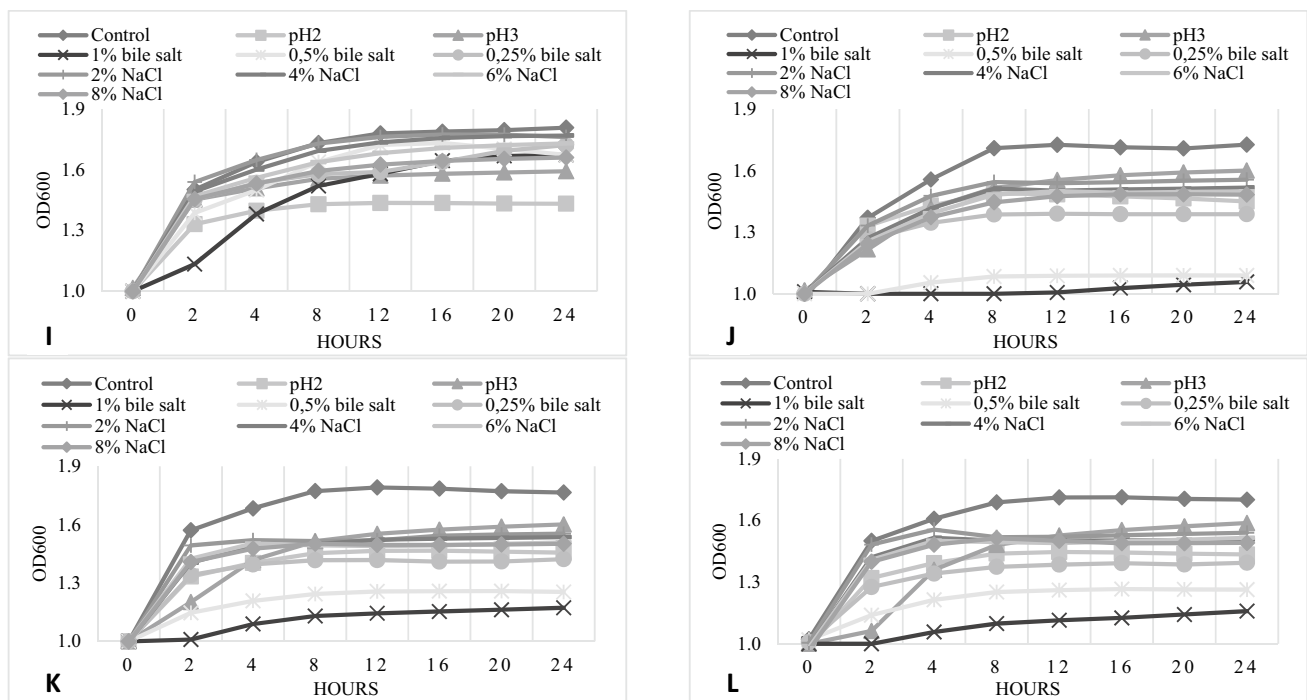 Control pH2 pH3
1% bile salt 0,5% bile salt 0,25% bile salt
2% NaCl 4% NaCl 6% NaCl
8% NaCl
1.9
1.6
1.3
1.0
OD600
0 2 4 8 12 16 20 24
HOURS
I
Control pH2 pH3
1% bile salt 0,5% bile salt 0,25% bile salt
2% NaCl 4% NaCl 6% NaCl
8% NaCl
1.9
1.6
1.3
1.0
OD600
0 2 4 8 12 16 20 24
HOURS
J
Control pH2 pH3
1% bile salt 0,5% bile salt 0,25% bile salt
2% NaCl 4% NaCl 6% NaCl
8% NaCl
1.9
1.6
1.3
1.0
OD600
0 2 4 8 12 16 20 24
HOURS
K
Control pH2 pH3
1% bile salt 0,5% bile salt 0,25% bile salt
2% NaCl 4% NaCl 6% NaCl
8% NaCl
1.9
1.6
1.3
1.0
OD600
0 2 4 8 12 16 20 24
HOURS
L